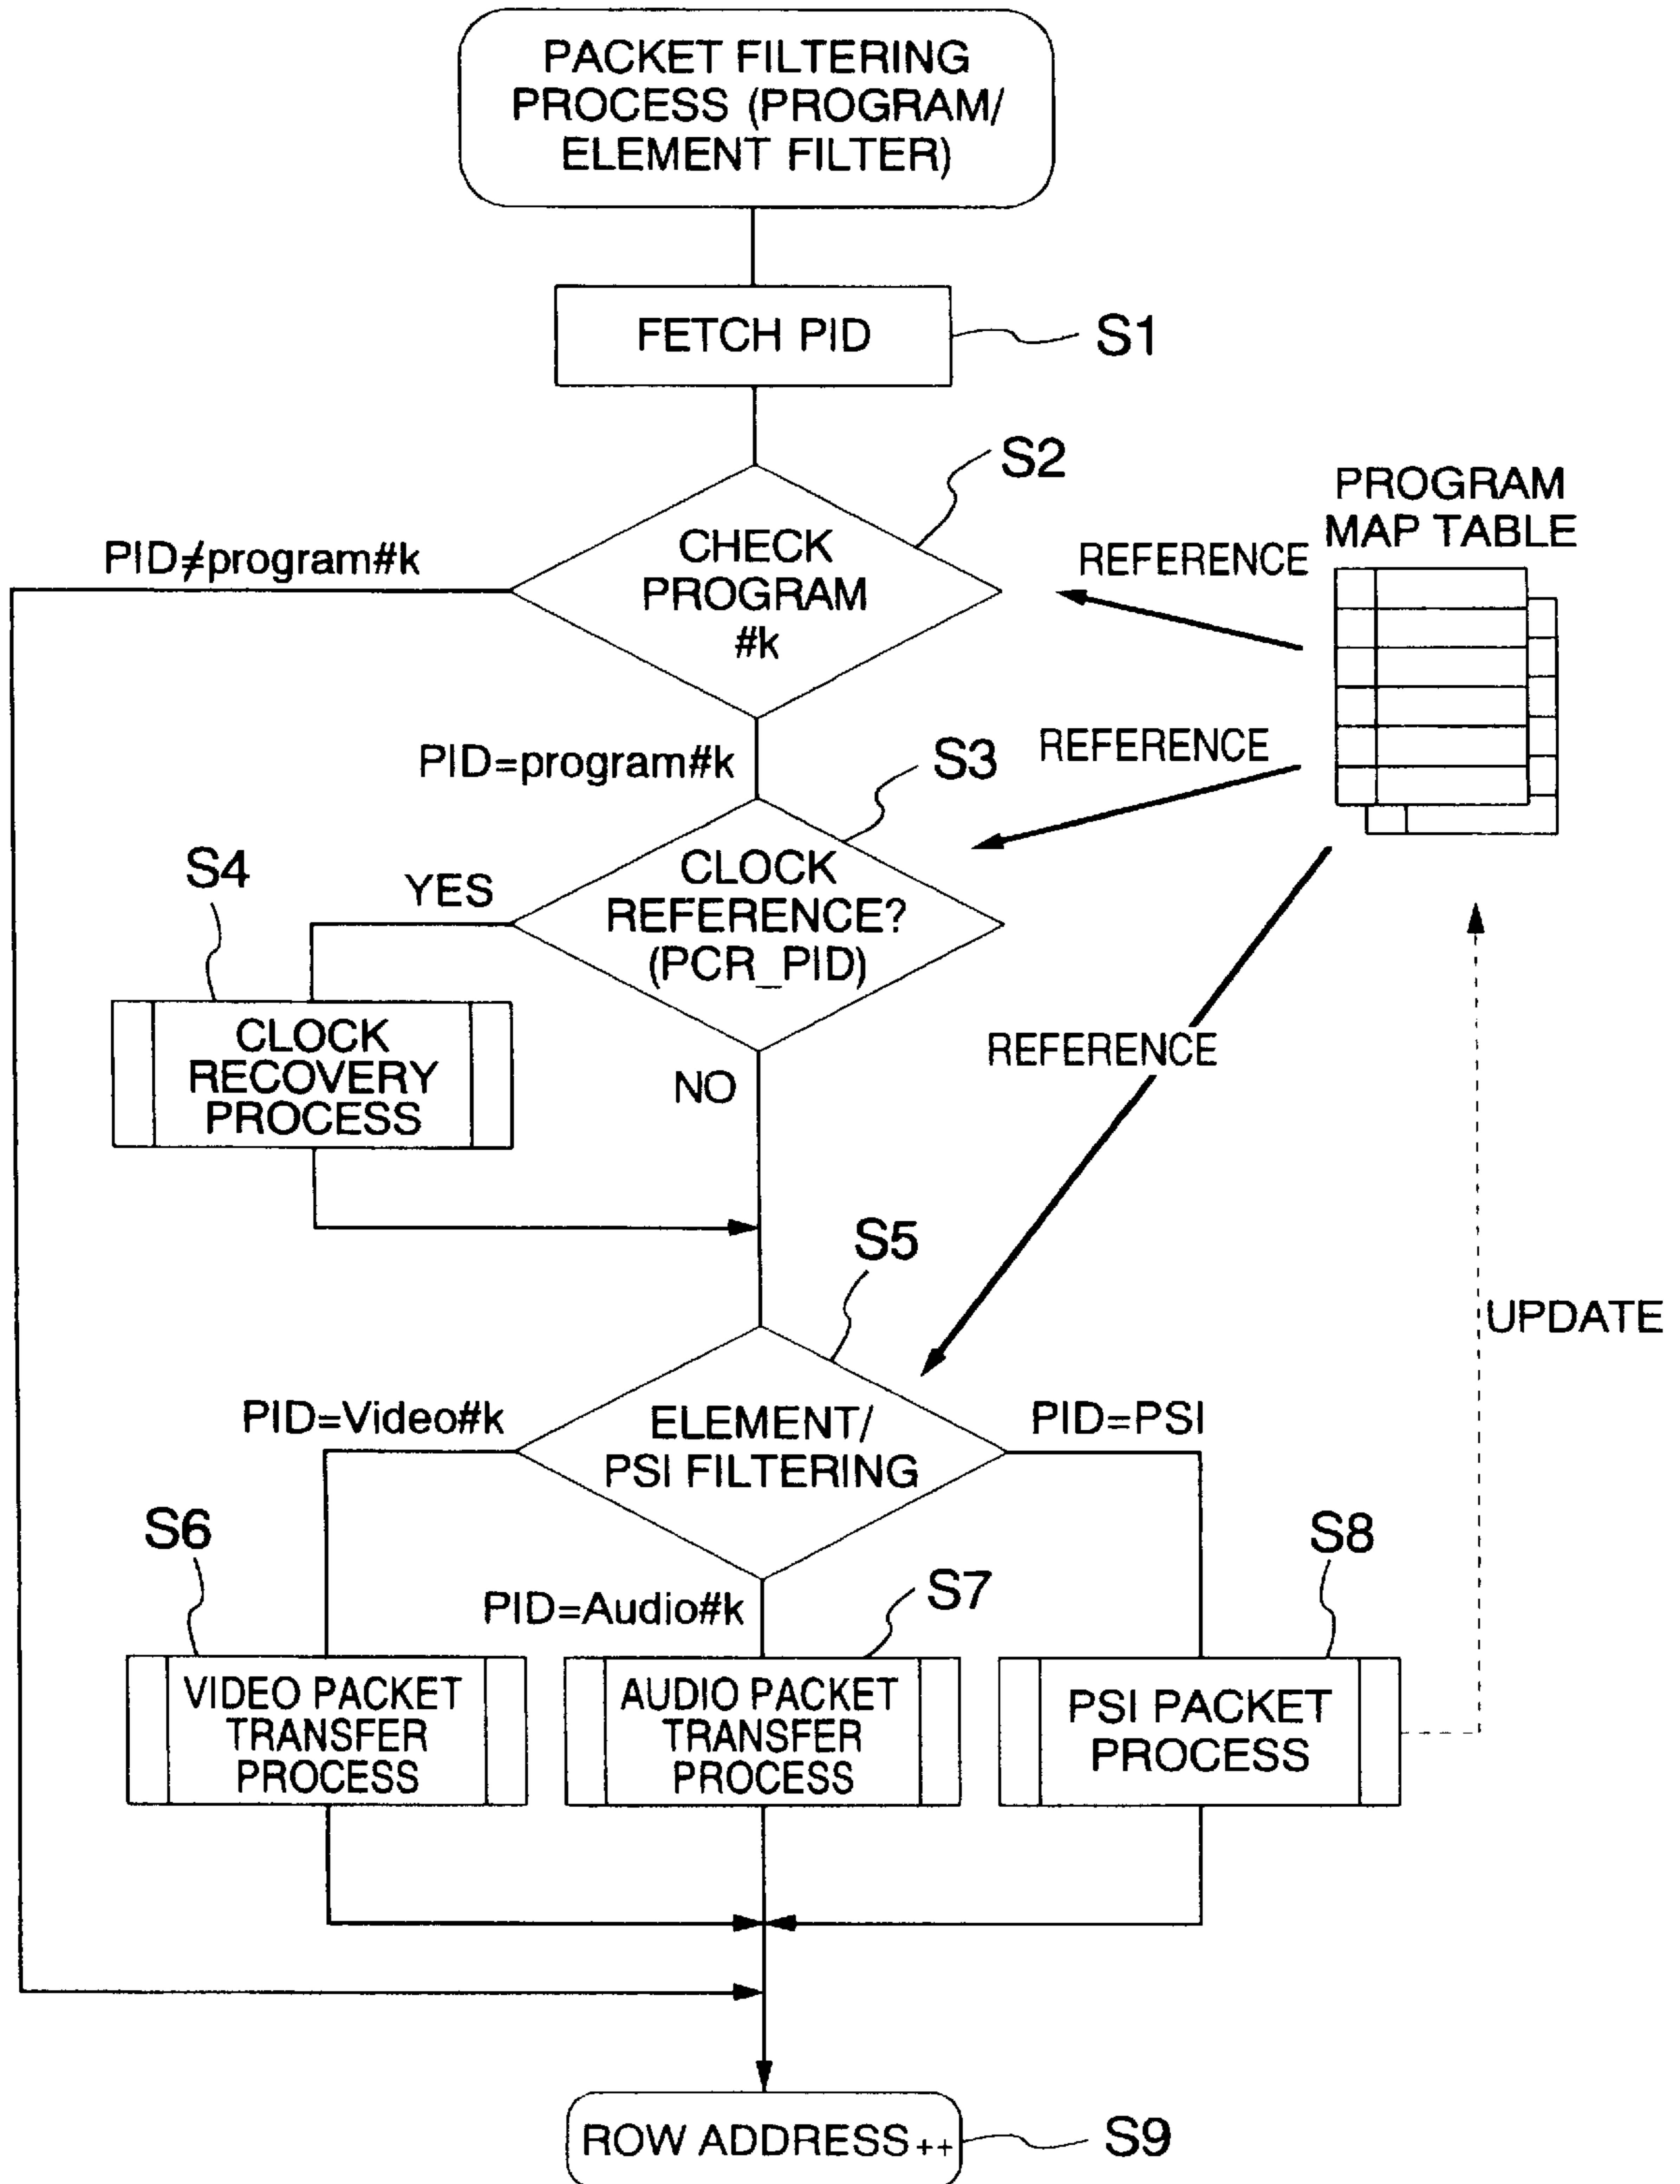 PACKET FILTERING
PROCESS (PROGRAM/
ELEMENT FILTER)
FETCH PID
S1
S2
PROGRAM
MAP TABLE
PID≠program#k
CHECK
PROGRAM
#k
REFERENCE
PID=program#k
S3
REFERENCE
S4
YES
CLOCK
REFERENCE?
(PCR_PID)
CLOCK
RECOVERY
PROCESS
NO
REFERENCE
S5
UPDATE
PID=Video#k
ELEMENT/
PSI FILTERING
PID=PSI
S6
PID=Audio#k
S7
S8
VIDEO PACKET
TRANSFER
PROCESS
AUDIO PACKET
TRANSFER
PROCESS
PSI PACKET
PROCESS
ROW ADDRESS++
S9